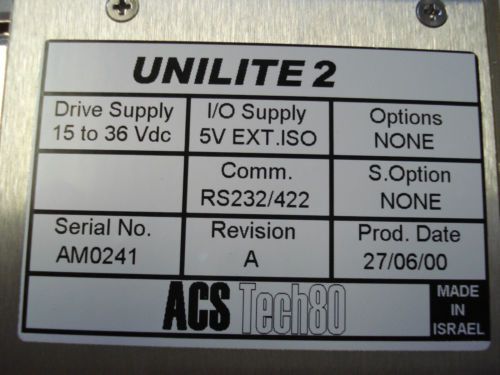 UNILITE 2
Drive Supply
15 to 36 Vdc
I/O Supply
5V EXT.ISO
Options
NONE
Comm.
RS232/422
S.Option
NONE
Serial No.
AM0241
Revision
A
Prod. Date
27/06/00
ACS Tech80
MADE
IN
ISRAEL